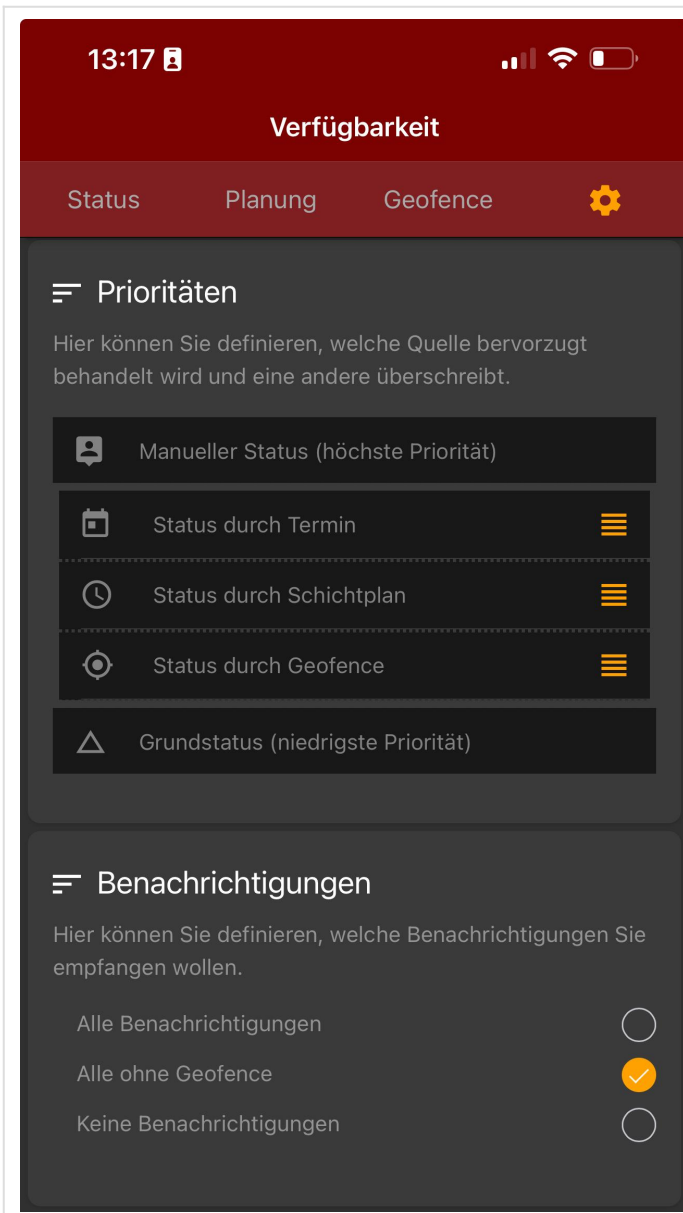 13:17
Verfügbarkeit
Status Planung Geofence
Prioritäten
Hier können Sie definieren, welche Quelle bervorzugt
behandelt wird und eine andere überschreibt.
Manueller Status (höchste Priorität)
Status durch Termin
Status durch Schichtplan
Status durch Geofence
Grundstatus (niedrigste Priorität)
Benachrichtigungen
Hier können Sie definieren, welche Benachrichtigungen Sie
empfangen wollen.
Alle Benachrichtigungen
Alle ohne Geofence
Keine Benachrichtigungen